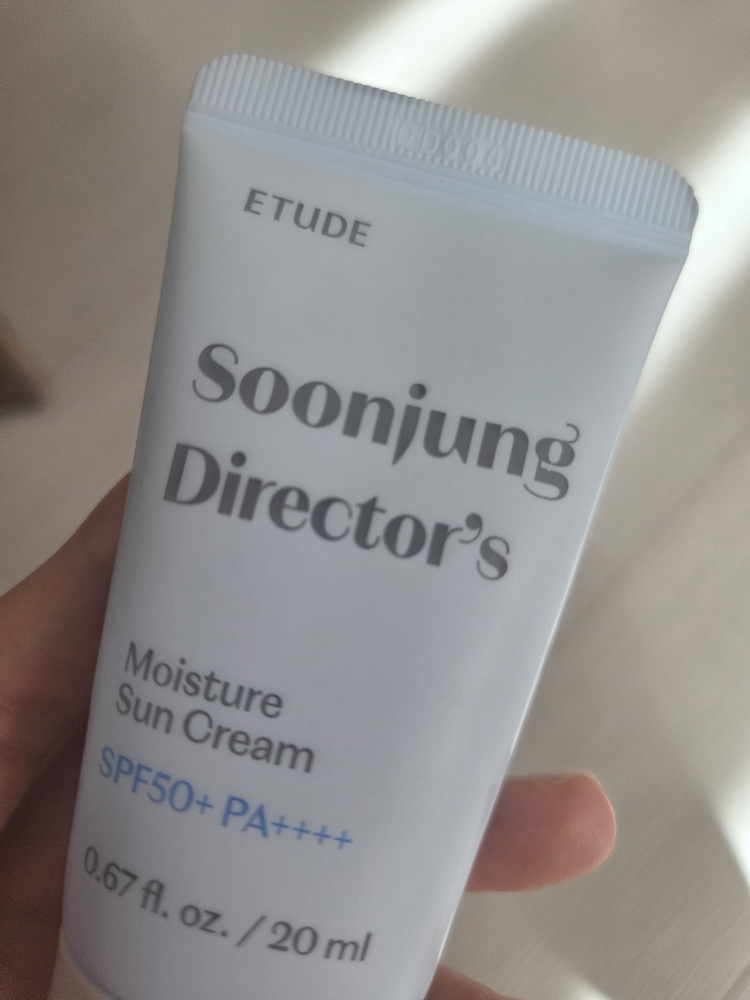 ETUDE
Soonjung
Director's
Moisture
Sun Cream
SPF50+ PA++++
0.67 fl. oz. / 20 ml